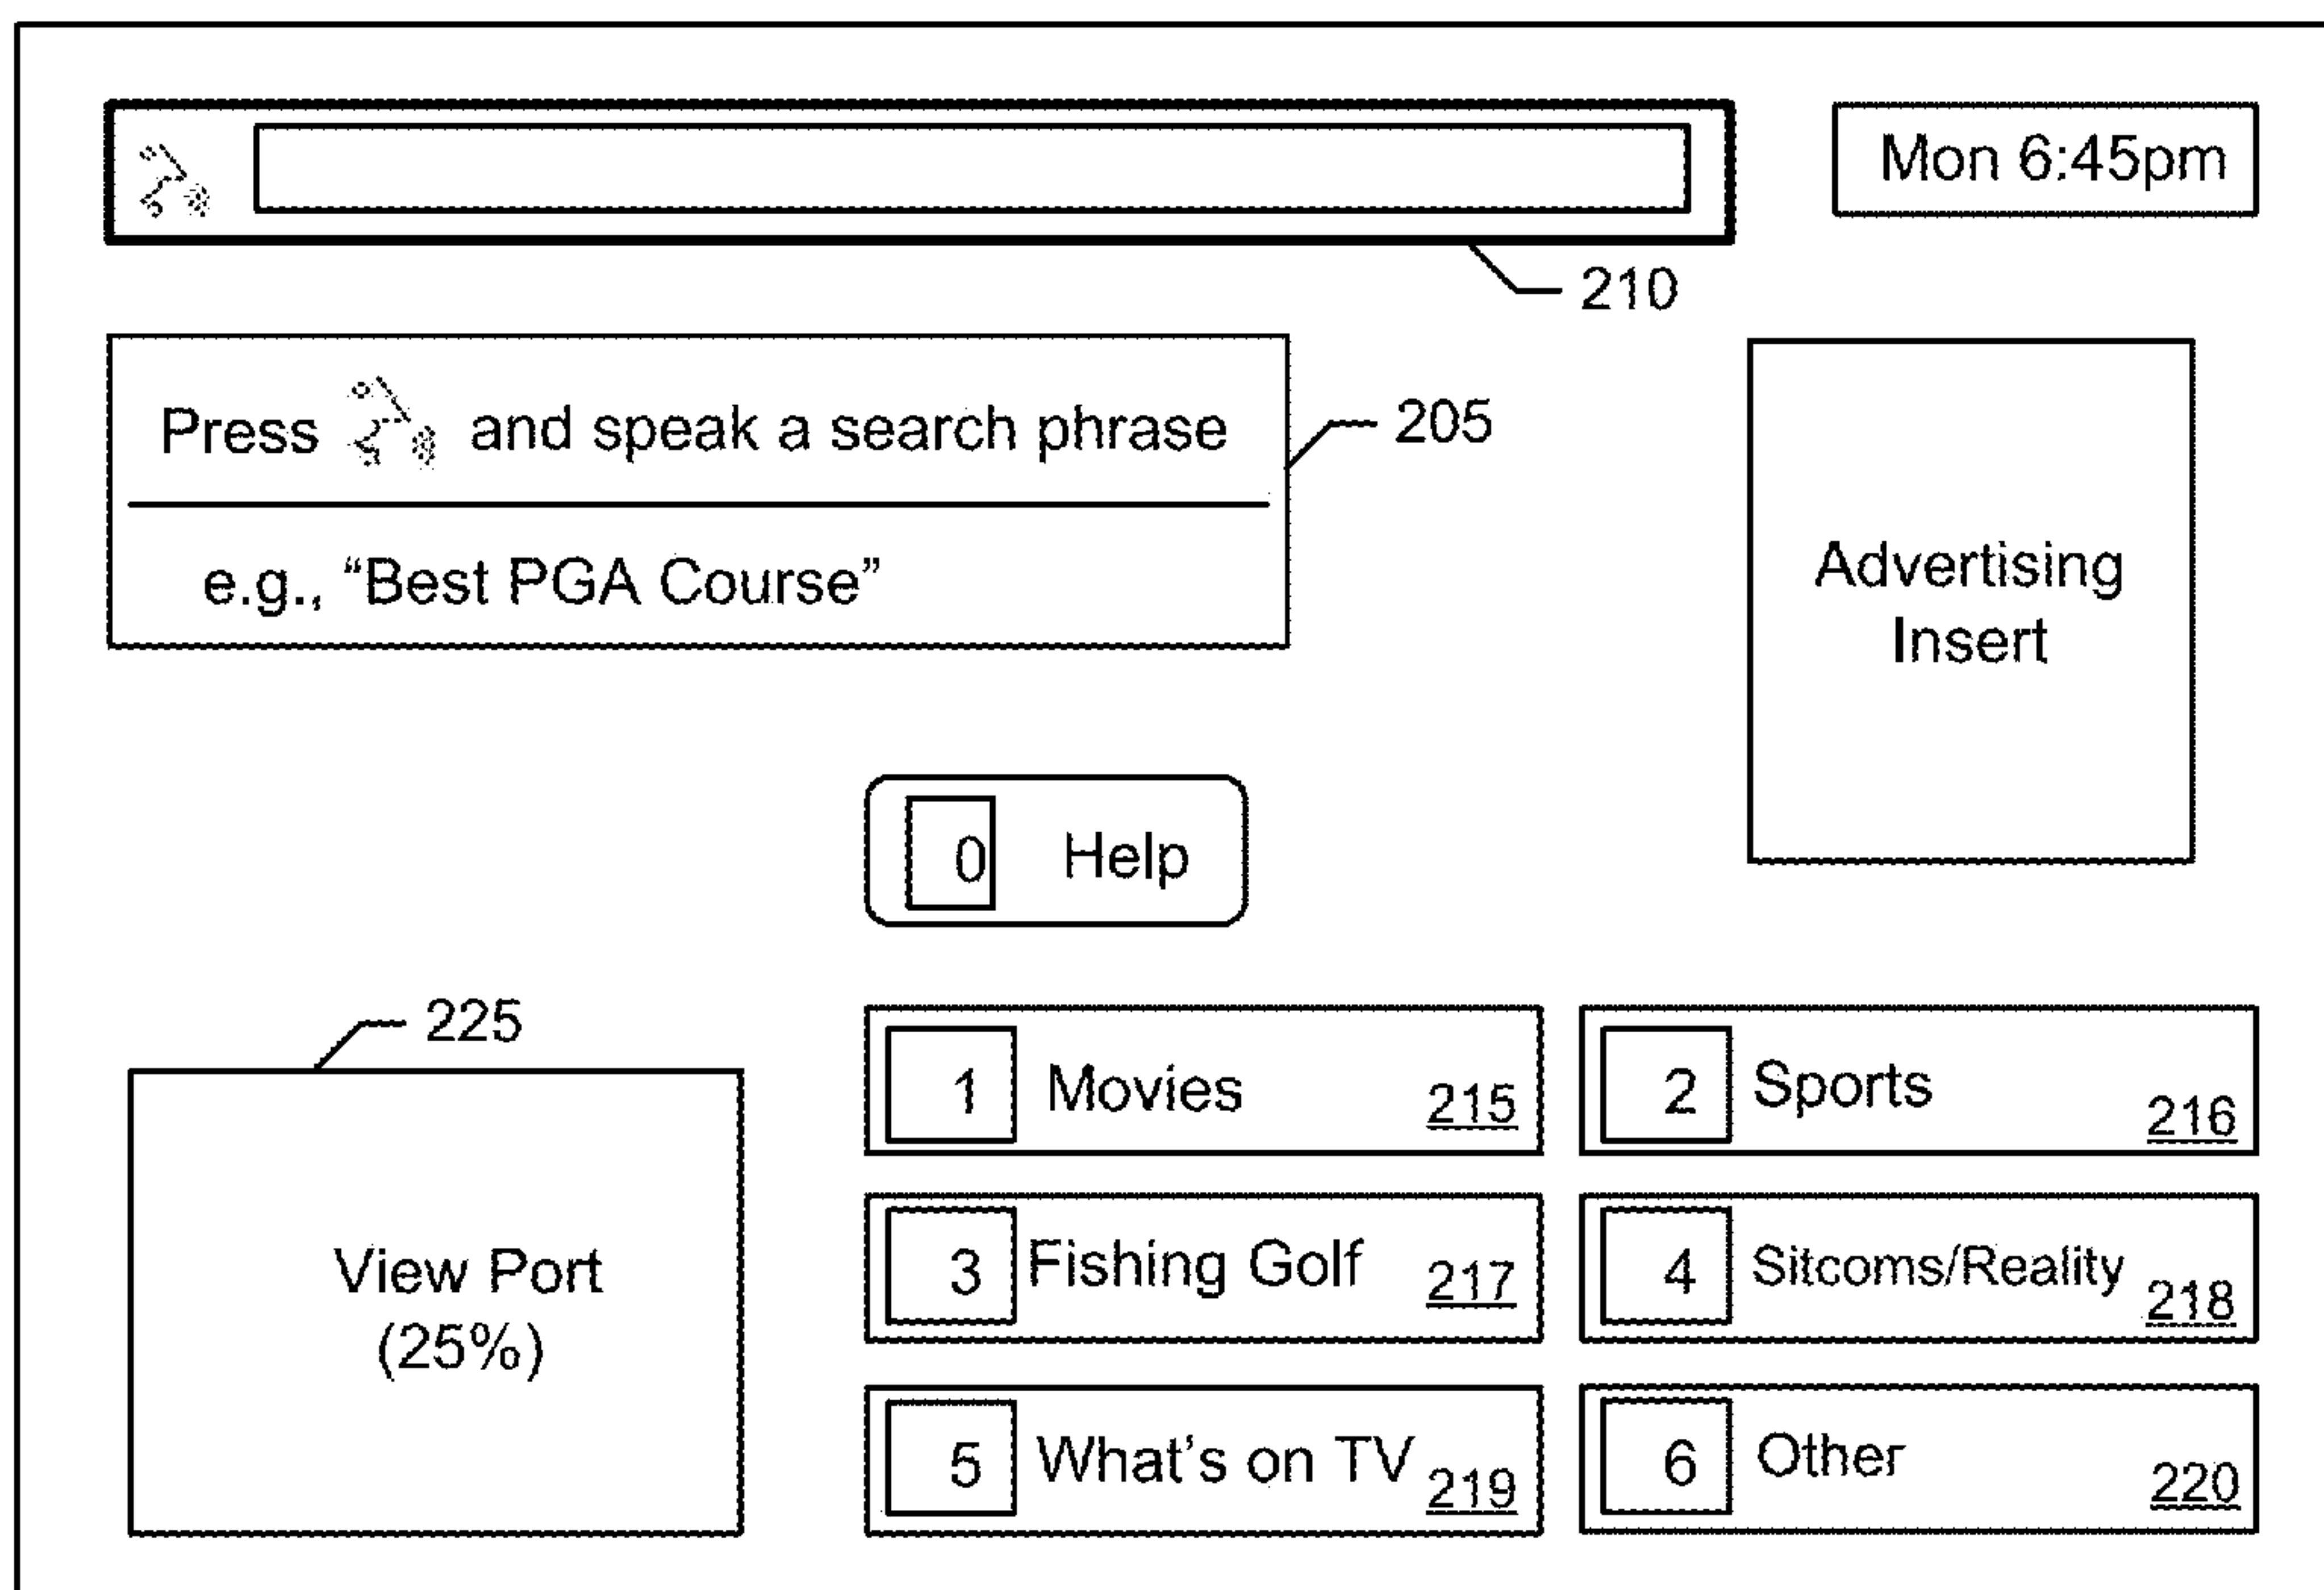 Mon 6:45pm
210
Press and speak a search phrase
205
e.g., “Best PGA Course”
Advertising
Insert
0 Help
225
1 Movies 215
2 Sports 216
View Port
(25%)
3 Fishing Golf 217
4 Sitcoms/Reality 218
5 What’s on TV 219
6 Other 220